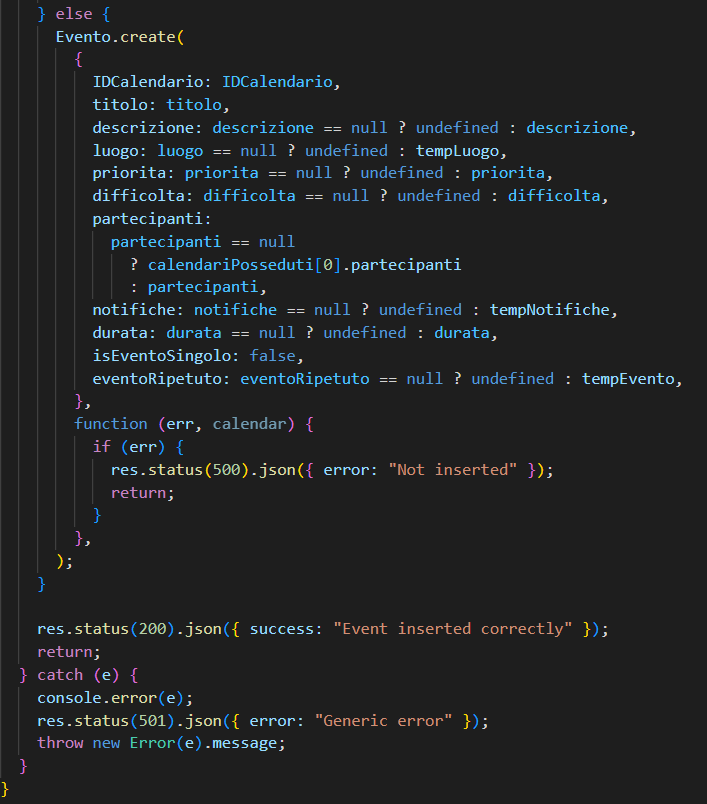 } else {
Evento.create(
{
IDCalendario: IDCalendario,
titolo: titolo,
descrizione: descrizione == null ? undefined : descrizione,
luogo: luogo == null ? undefined : tempLuogo,
priorita: priorita == null ? undefined : priorita,
difficolta: difficolta == null ? undefined : difficolta,
partecipanti:
partecipanti == null
? calendariPosseduti[0].partecipanti
: partecipanti,
notifiche: notifiche == null ? undefined : tempNotifiche,
durata: durata == null ? undefined : durata,
isEventoSingolo: false,
eventoRipetuto: eventoRipetuto == null ? undefined : tempEvento,
},
function (err, calendar) {
if (err) {
res.status(500).json({ error: "Not inserted" });
return;
}
},
);
}
res.status(200).json({ success: "Event inserted correctly" });
return;
} catch (e) {
console.error(e);
res.status(501).json({ error: "Generic error" });
throw new Error(e).message;
}
}